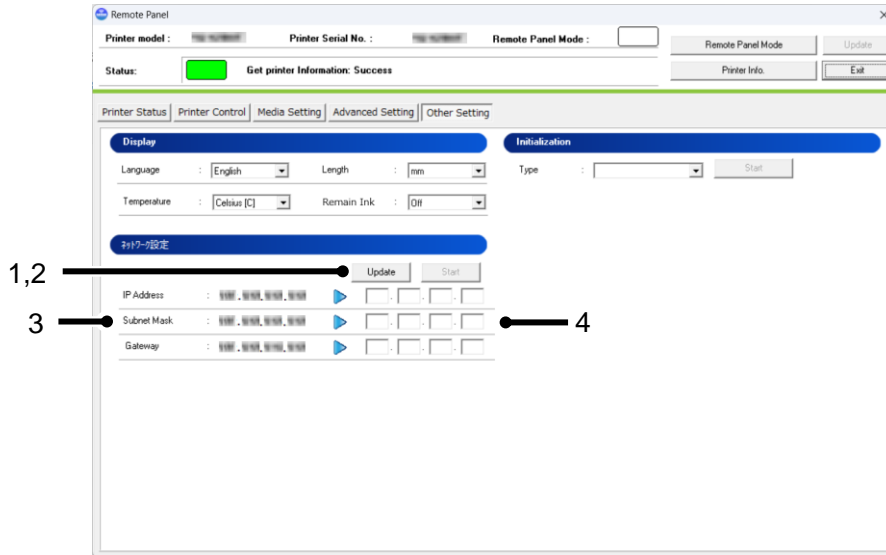 Remote Panel
Printer model : Printer Serial No. : Remote Panel Mode :
Remote Panel Mode Update
Status: Get printer Information: Success
Printer Info. Exit
Printer Status Printer Control Media Setting Advanced Setting Other Setting
Display Initialization
Language : English Length : mm Type : Start
Temperature : Celsius [C] Remain Ink : Off
ネットワーク設定
1,2 Update Start
IP Address :
3 Subnet Mask : 4
Gateway :